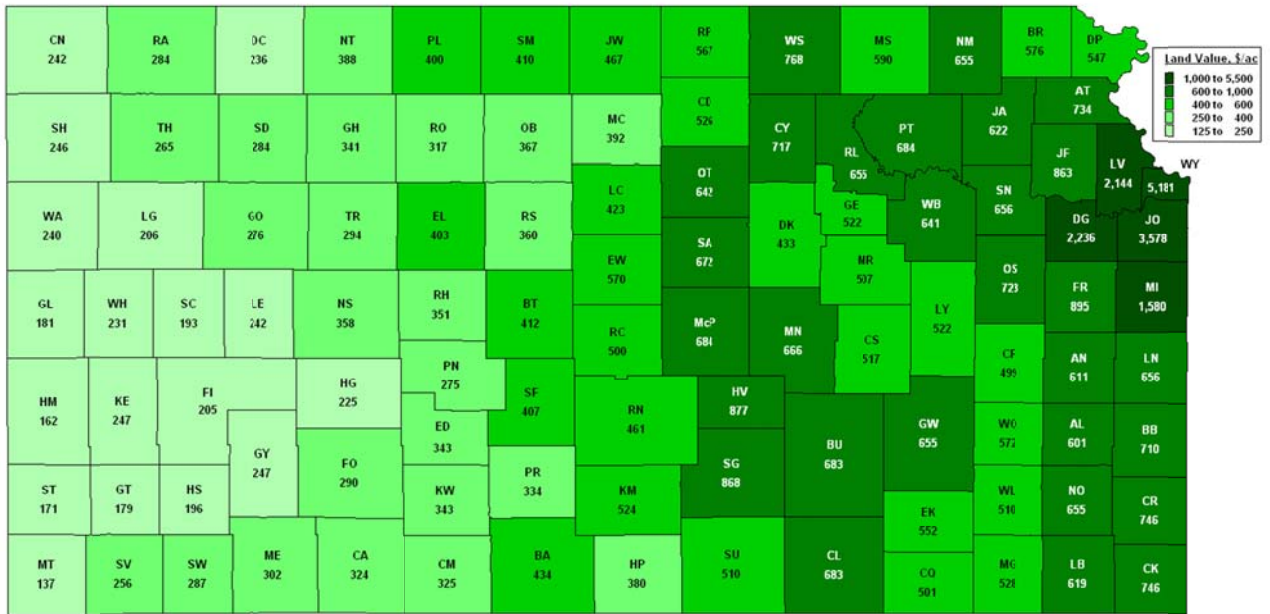 CN
242
RA
284
DC
236
NT
388
PL
400
SM
410
JW
467
RP
567
WS
768
MS
590
NM
655
BR
576
DP
547
Land Value, $/ac
1,000 to 5,500
600 to 1,000
400 to 600
250 to 400
125 to 250
SH
246
TH
265
SD
284
GH
341
RO
317
OB
367
MC
392
CD
526
CY
717
RL
655
PT
684
JA
622
AT
734
JF
863
LV
2,144
WY
5,181
WA
240
LG
206
GO
276
TR
294
EL
403
RS
360
LC
423
OT
642
DK
433
GE
522
WB
641
SN
656
DG
2,236
JO
3,578
GL
181
WH
231
SC
193
LE
242
NS
358
RH
351
BT
412
EW
570
SA
672
MR
507
LY
522
OS
723
FR
895
MI
1,580
RC
500
McP
684
MN
666
CS
517
CF
499
AN
611
LN
656
HM
162
KE
247
FI
205
HG
225
PN
275
SF
407
RN
461
HV
877
BU
683
GW
655
WO
572
AL
601
BB
710
GY
247
ED
343
FO
290
PR
334
SG
868
ST
171
GT
179
HS
196
KW
343
KM
524
EK
552
WL
510
NO
655
CR
746
MT
137
SV
256
SW
287
ME
302
CA
324
CM
325
BA
434
HP
380
SU
510
CL
683
CQ
501
MG
528
LB
619
CK
746